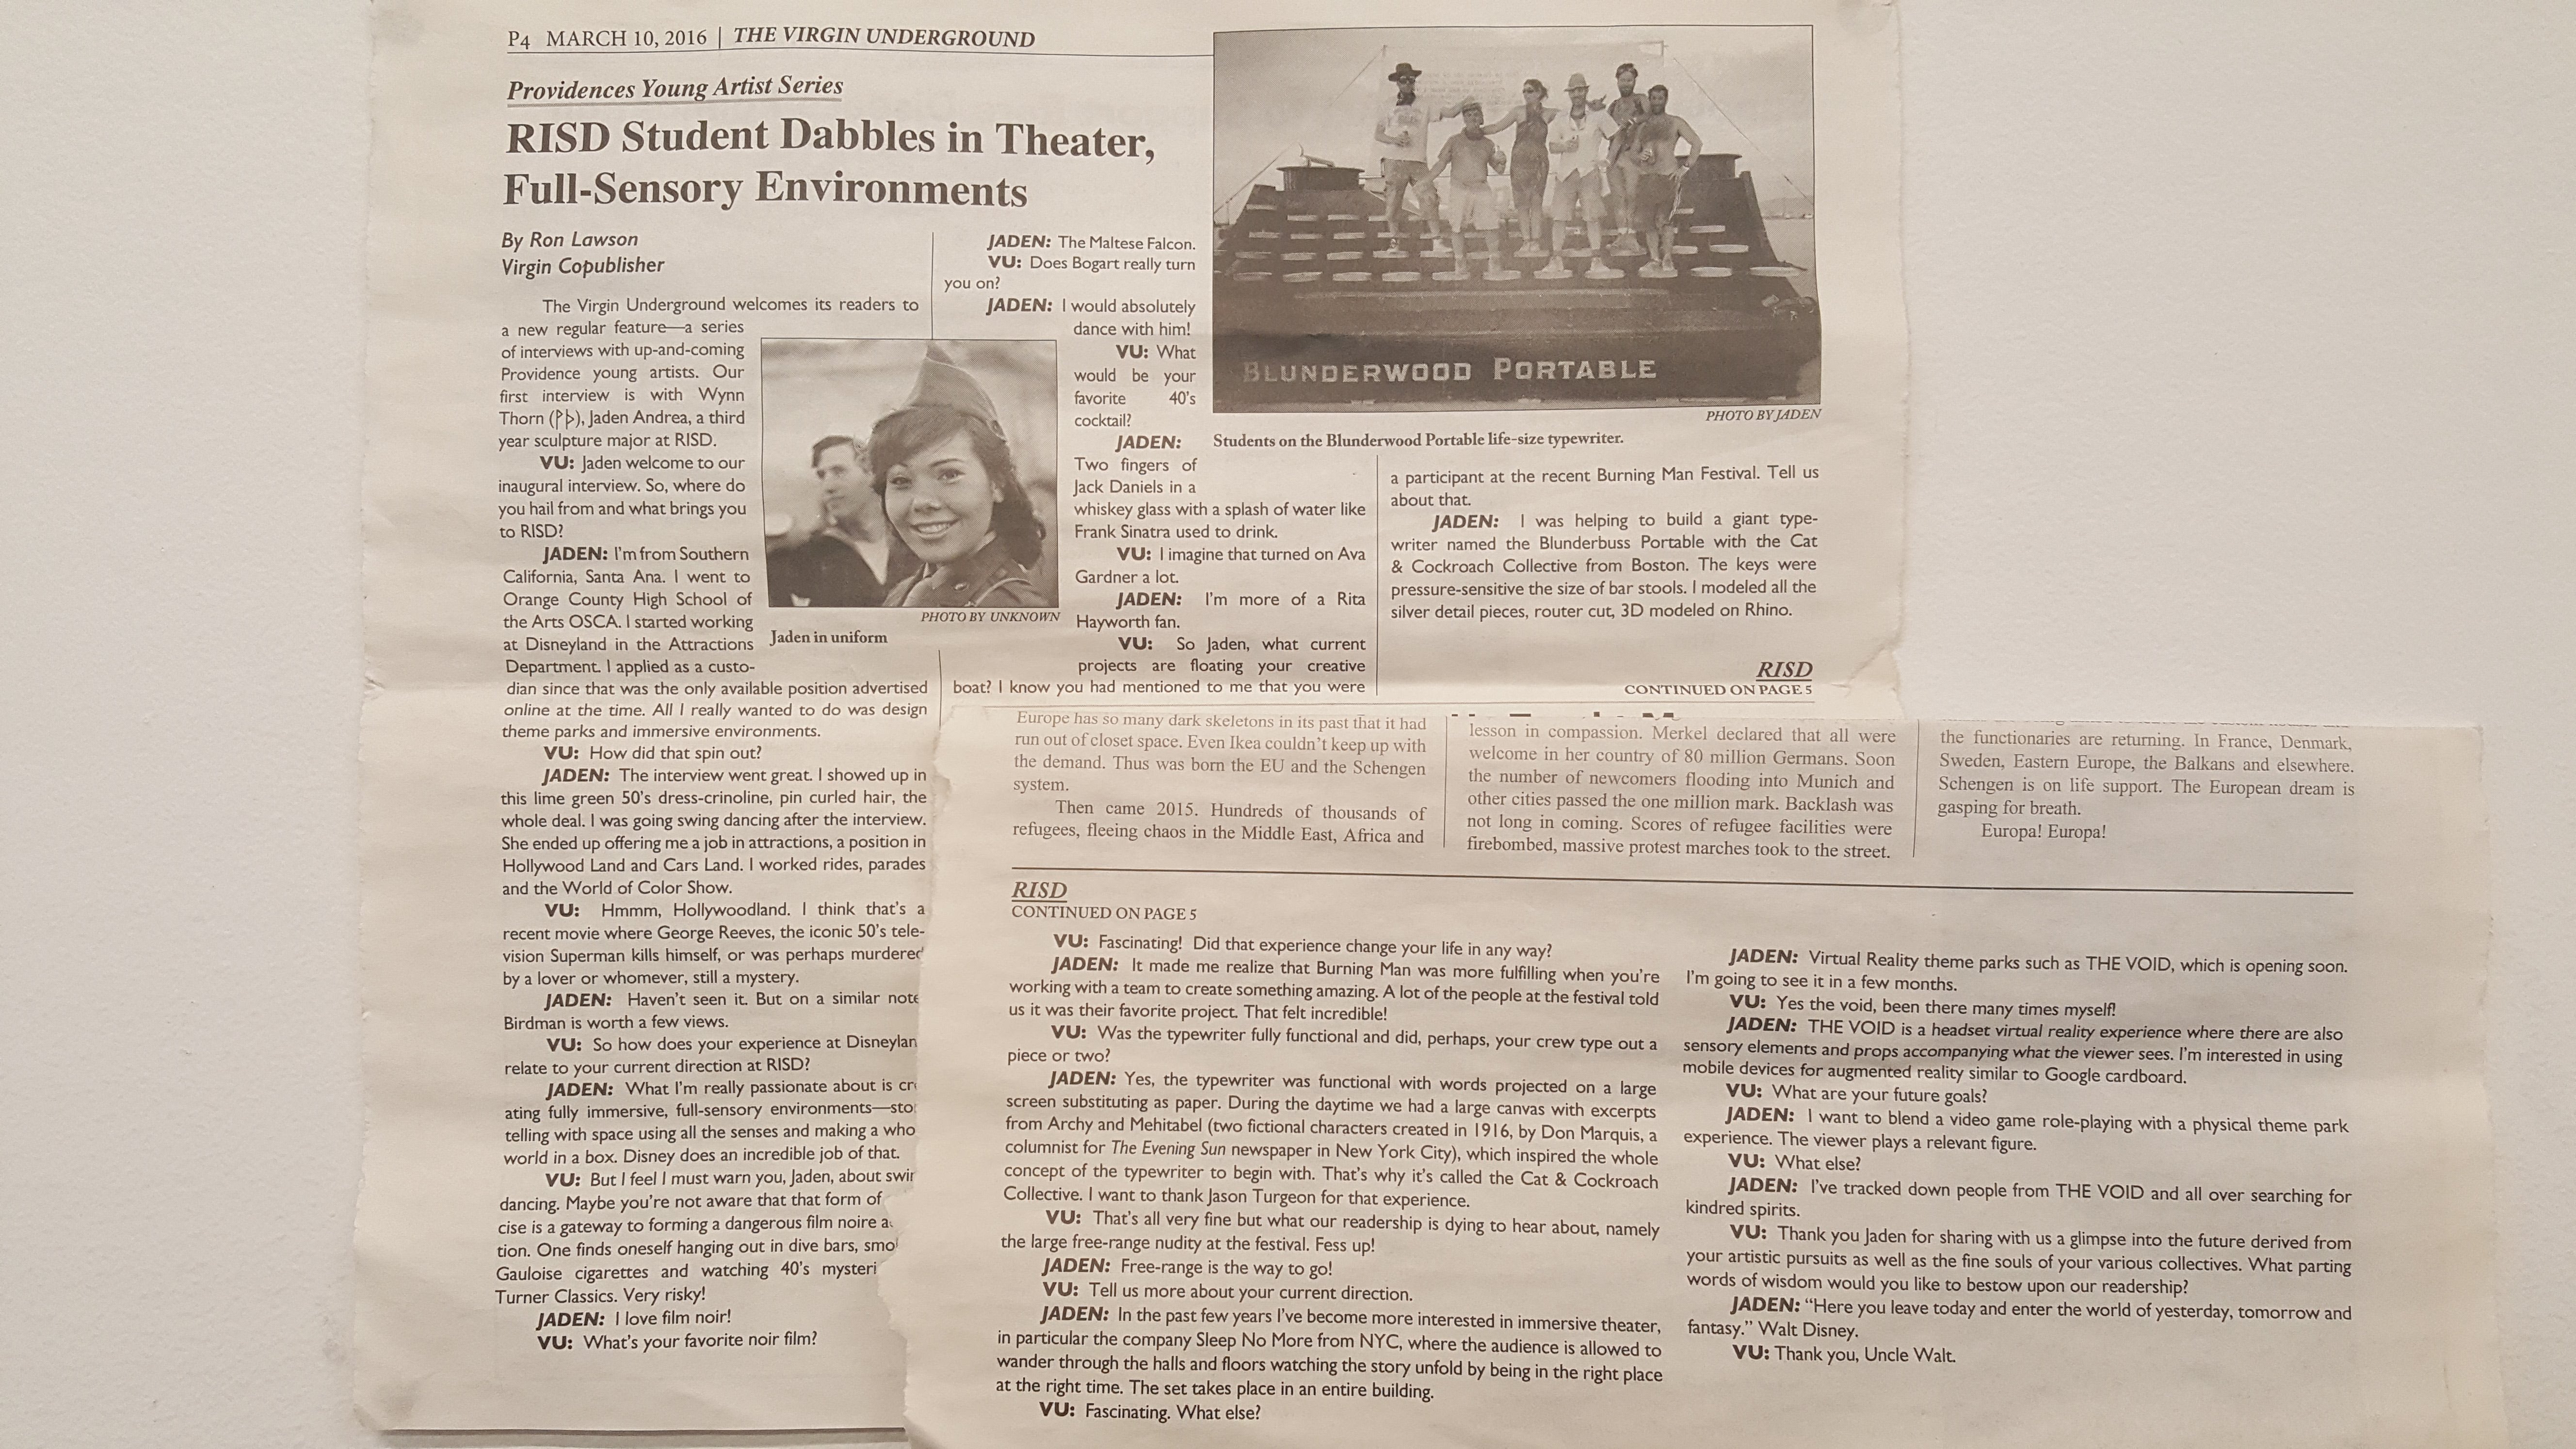 P4 MARCH 10, 2016 | THE VIRGIN UNDERGROUND
Providences Young Artist Series
RISD Student Dabbles in Theater,
Full-Sensory Environments
By Ron Lawson
Virgin Copublisher
The Virgin Underground welcomes its readers to
a new regular feature—a series
of interviews with up-and-coming
Providence young artists. Our
first interview is with Wynn
Thorn (ᚹᚦ), Jaden Andrea, a third
year sculpture major at RISD.
VU: Jaden welcome to our
inaugural interview. So, where do
you hail from and what brings you
to RISD?
JADEN: I'm from Southern
California, Santa Ana. I went to
Orange County High School of
the Arts OSCA. I started working
at Disneyland in the Attractions
Department. I applied as a custo-
dian since that was the only available position advertised
online at the time. All I really wanted to do was design
theme parks and immersive environments.
VU: How did that spin out?
JADEN: The interview went great. I showed up in
this lime green 50's dress-crinoline, pin curled hair, the
whole deal. I was going swing dancing after the interview.
She ended up offering me a job in attractions, a position in
Hollywood Land and Cars Land. I worked rides, parades
and the World of Color Show.
VU: Hmmm, Hollywoodland. I think that's a
recent movie where George Reeves, the iconic 50's tele-
vision Superman kills himself, or was perhaps murdered
by a lover or whomever, still a mystery.
JADEN: Haven't seen it. But on a similar note
Birdman is worth a few views.
VU: So how does your experience at Disneylan
relate to your current direction at RISD?
JADEN: What I'm really passionate about is cre
ating fully immersive, full-sensory environments—sto
telling with space using all the senses and making a who
world in a box. Disney does an incredible job of that.
VU: But I feel I must warn you, Jaden, about swin
dancing. Maybe you're not aware that that form of
cise is a gateway to forming a dangerous film noire a
tion. One finds oneself hanging out in dive bars, smo
Gauloise cigarettes and watching 40's mysteri
Turner Classics. Very risky!
JADEN: I love film noir!
VU: What's your favorite noir film?
PHOTO BY UNKNOWN
Jaden in uniform
JADEN: The Maltese Falcon.
VU: Does Bogart really turn
you on?
JADEN: I would absolutely
dance with him!
VU: What
would be your
favorite 40's
cocktail?
JADEN:
Two fingers of
Jack Daniels in a
whiskey glass with a splash of water like
Frank Sinatra used to drink.
VU: I imagine that turned on Ava
Gardner a lot.
JADEN: I'm more of a Rita
Hayworth fan.
VU: So Jaden, what current
projects are floating your creative
boat? I know you had mentioned to me that you were
BLUNDERWOOD PORTABLE
PHOTO BY JADEN
Students on the Blunderwood Portable life-size typewriter.
a participant at the recent Burning Man Festival. Tell us
about that.
JADEN: I was helping to build a giant type-
writer named the Blunderbuss Portable with the Cat
& Cockroach Collective from Boston. The keys were
pressure-sensitive the size of bar stools. I modeled all the
silver detail pieces, router cut, 3D modeled on Rhino.
RISD
CONTINUED ON PAGE 5
Europe has so many dark skeletons in its past that it had
run out of closet space. Even Ikea couldn't keep up with
the demand. Thus was born the EU and the Schengen
system.
Then came 2015. Hundreds of thousands of
refugees, fleeing chaos in the Middle East, Africa and
lesson in compassion. Merkel declared that all were
welcome in her country of 80 million Germans. Soon
the number of newcomers flooding into Munich and
other cities passed the one million mark. Backlash was
not long in coming. Scores of refugee facilities were
firebombed, massive protest marches took to the street.
the functionaries are returning. In France, Denmark,
Sweden, Eastern Europe, the Balkans and elsewhere.
Schengen is on life support. The European dream is
gasping for breath.
Europa! Europa!
RISD
CONTINUED ON PAGE 5
VU: Fascinating! Did that experience change your life in any way?
JADEN: It made me realize that Burning Man was more fulfilling when you're
working with a team to create something amazing. A lot of the people at the festival told
us it was their favorite project. That felt incredible!
VU: Was the typewriter fully functional and did, perhaps, your crew type out a
piece or two?
JADEN: Yes, the typewriter was functional with words projected on a large
screen substituting as paper. During the daytime we had a large canvas with excerpts
from Archy and Mehitabel (two fictional characters created in 1916, by Don Marquis, a
columnist for The Evening Sun newspaper in New York City), which inspired the whole
concept of the typewriter to begin with. That's why it's called the Cat & Cockroach
Collective. I want to thank Jason Turgeon for that experience.
VU: That's all very fine but what our readership is dying to hear about, namely
the large free-range nudity at the festival. Fess up!
JADEN: Free-range is the way to go!
VU: Tell us more about your current direction.
JADEN: In the past few years I've become more interested in immersive theater,
in particular the company Sleep No More from NYC, where the audience is allowed to
wander through the halls and floors watching the story unfold by being in the right place
at the right time. The set takes place in an entire building.
VU: Fascinating. What else?
JADEN: Virtual Reality theme parks such as THE VOID, which is opening soon.
I'm going to see it in a few months.
VU: Yes the void, been there many times myself!
JADEN: THE VOID is a headset virtual reality experience where there are also
sensory elements and props accompanying what the viewer sees. I'm interested in using
mobile devices for augmented reality similar to Google cardboard.
VU: What are your future goals?
JADEN: I want to blend a video game role-playing with a physical theme park
experience. The viewer plays a relevant figure.
VU: What else?
JADEN: I've tracked down people from THE VOID and all over searching for
kindred spirits.
VU: Thank you Jaden for sharing with us a glimpse into the future derived from
your artistic pursuits as well as the fine souls of your various collectives. What parting
words of wisdom would you like to bestow upon our readership?
JADEN: "Here you leave today and enter the world of yesterday, tomorrow and
fantasy." Walt Disney.
VU: Thank you, Uncle Walt.